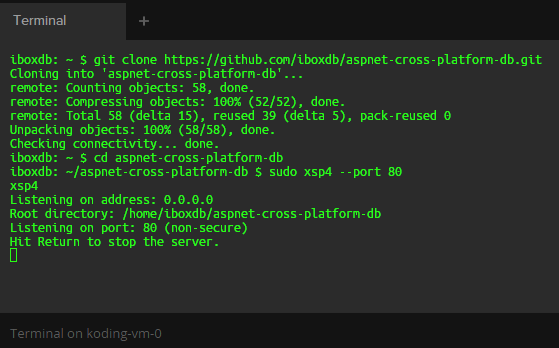 Terminal +
iboxdb: ~ $ git clone https://github.com/iboxdb/aspnet-cross-platform-db.git
Cloning into 'aspnet-cross-platform-db'...
remote: Counting objects: 58, done.
remote: Compressing objects: 100% (52/52), done.
remote: Total 58 (delta 15), reused 39 (delta 5), pack-reused 0
Unpacking objects: 100% (58/58), done.
Checking connectivity... done.
iboxdb: ~ $ cd aspnet-cross-platform-db
iboxdb: ~/aspnet-cross-platform-db $ sudo xsp4 --port 80
xsp4
Listening on address: 0.0.0.0
Root directory: /home/iboxdb/aspnet-cross-platform-db
Listening on port: 80 (non-secure)
Hit Return to stop the server.
Terminal on koding-vm-0